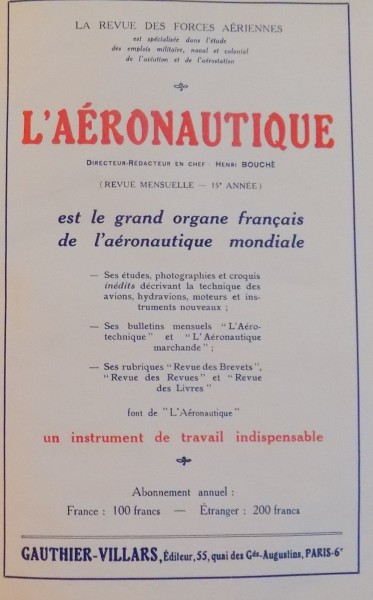 LA REVUE DES FORCES AÉRIENNES
est spécialisée dans l'étude
des emplois militaire, naval et colonial
de l'aviation et de l'aérostation
L'AÉRONAUTIQUE
DIRECTEUR-RÉDACTEUR EN CHEF : HENRI BOUCHÉ
(REVUE MENSUELLE — 15e ANNÉE)
est le grand organe français
de l'aéronautique mondiale
— Ses études, photographies et croquis
inédits décrivant la technique des
avions, hydravions, moteurs et ins-
truments nouveaux ;
— Ses bulletins mensuels "L'Aéro-
technique" et "L'Aéronautique
marchande" ;
— Ses rubriques "Revue des Brevets",
"Revue des Revues" et "Revue
des Livres"
font de "L'Aéronautique"
un instrument de travail indispensable
Abonnement annuel :
France : 100 francs — Étranger : 200 francs
GAUTHIER-VILLARS, Éditeur, 55, quai des Gds-Augustins, PARIS-6e